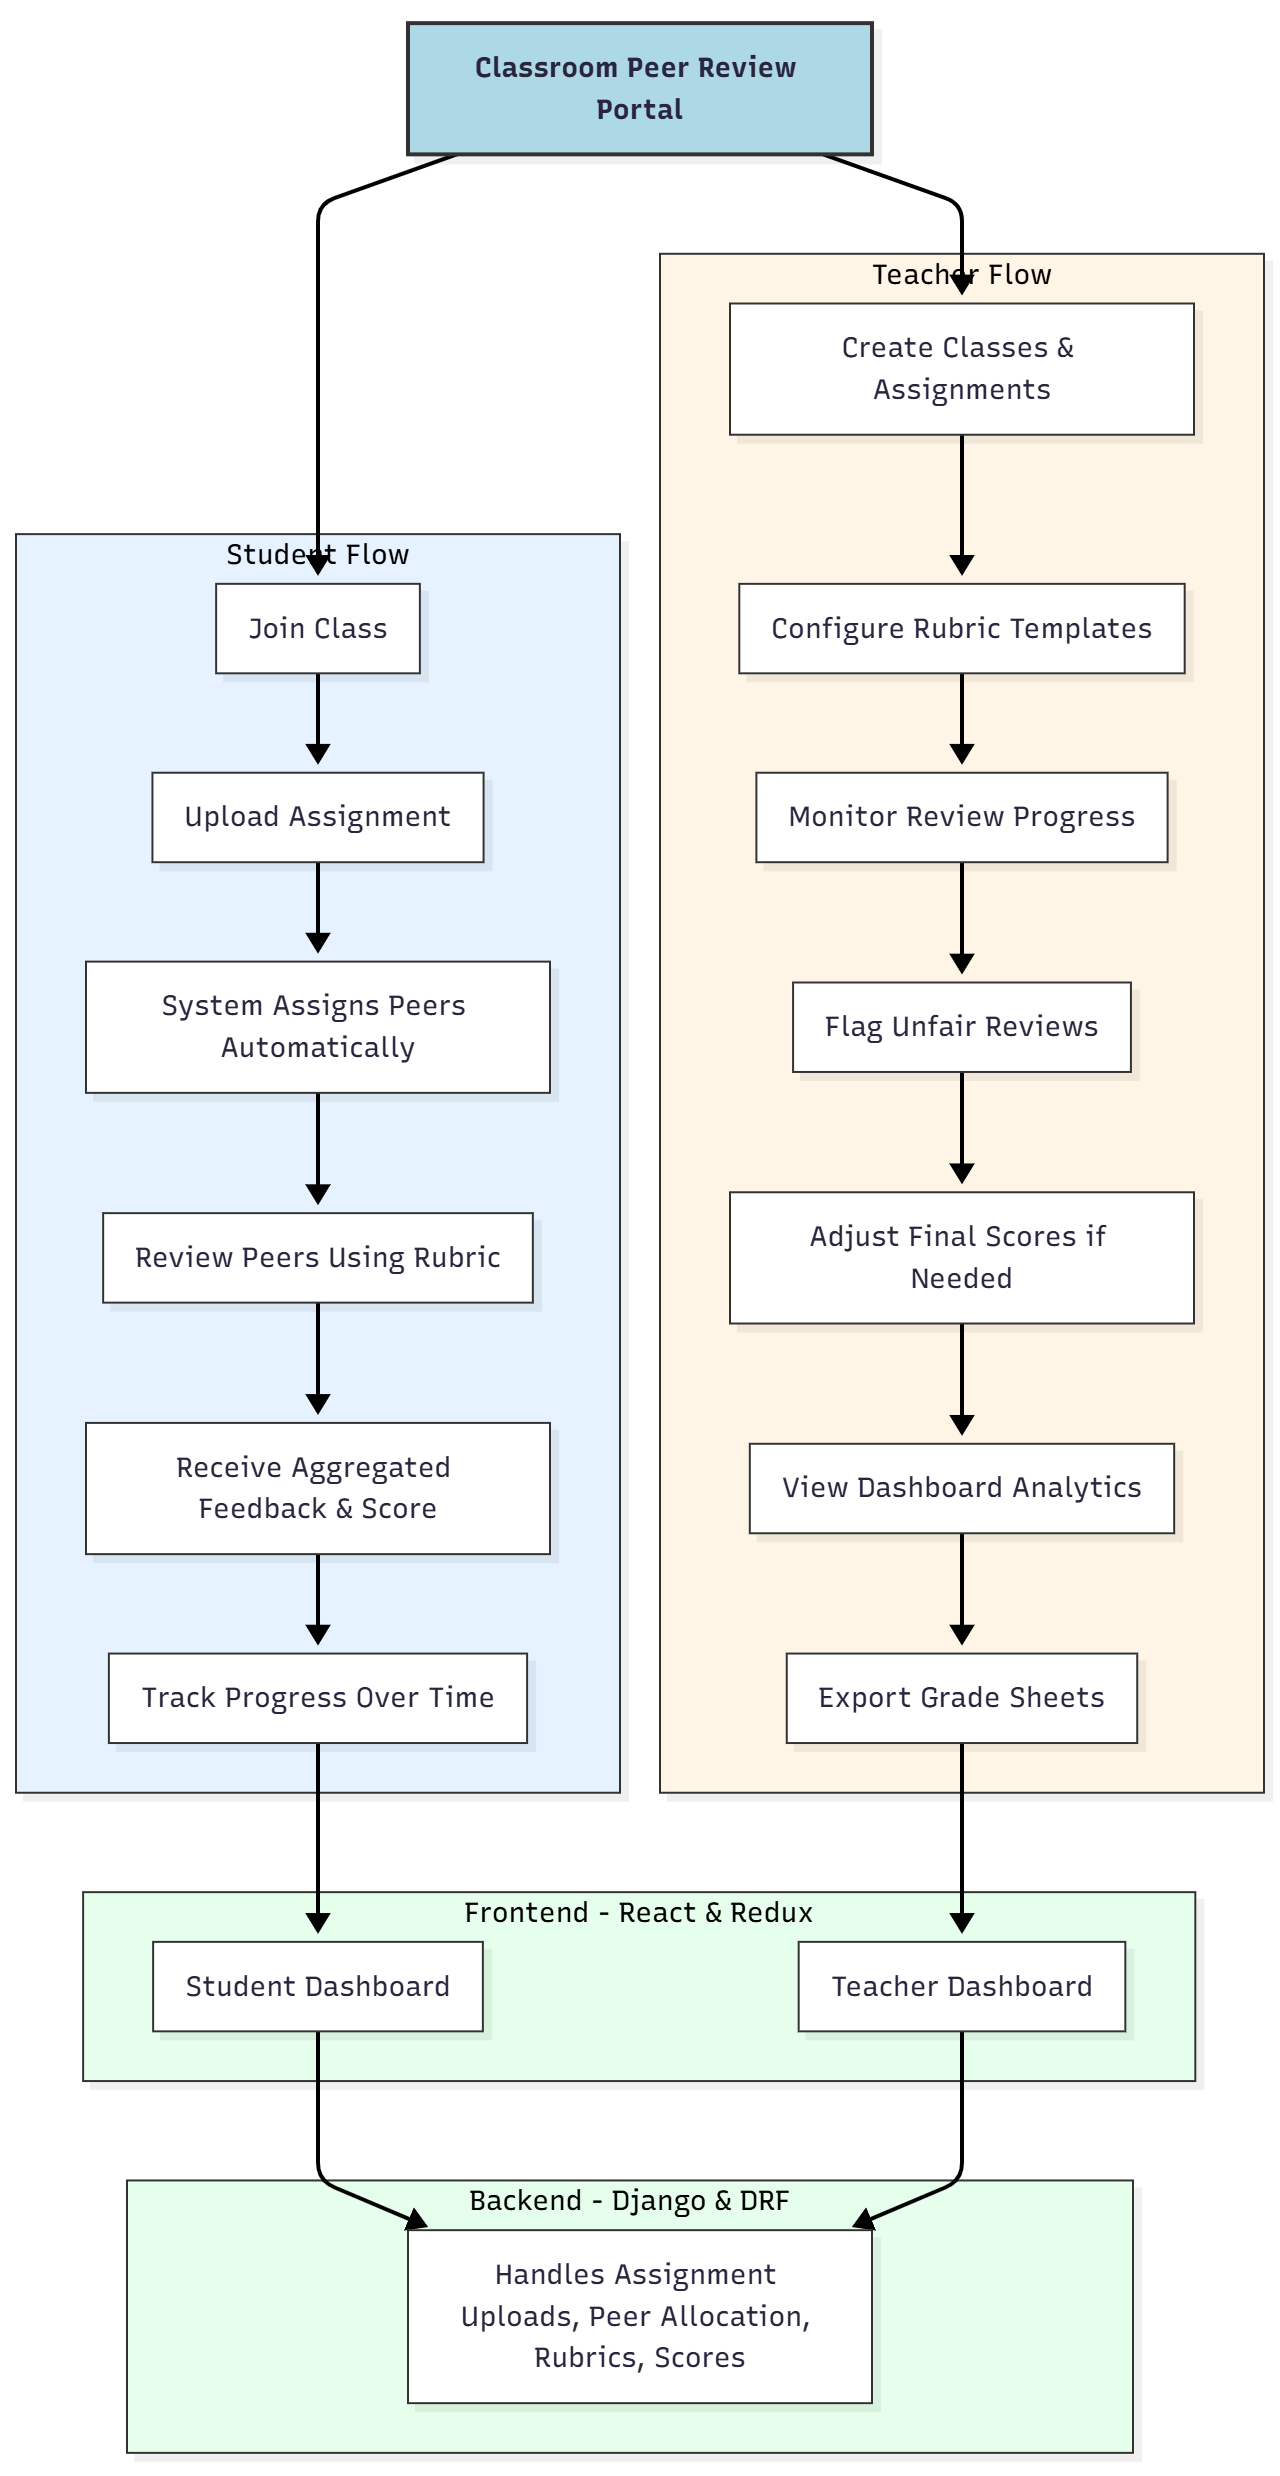 Classroom Peer Review
Portal
Teacher Flow
Create Classes &
Assignments
Configure Rubric Templates
Monitor Review Progress
Flag Unfair Reviews
Adjust Final Scores if
Needed
View Dashboard Analytics
Export Grade Sheets
Student Flow
Join Class
Upload Assignment
System Assigns Peers
Automatically
Review Peers Using Rubric
Receive Aggregated
Feedback & Score
Track Progress Over Time
Frontend - React & Redux
Student Dashboard
Teacher Dashboard
Backend - Django & DRF
Handles Assignment
Uploads, Peer Allocation,
Rubrics, Scores